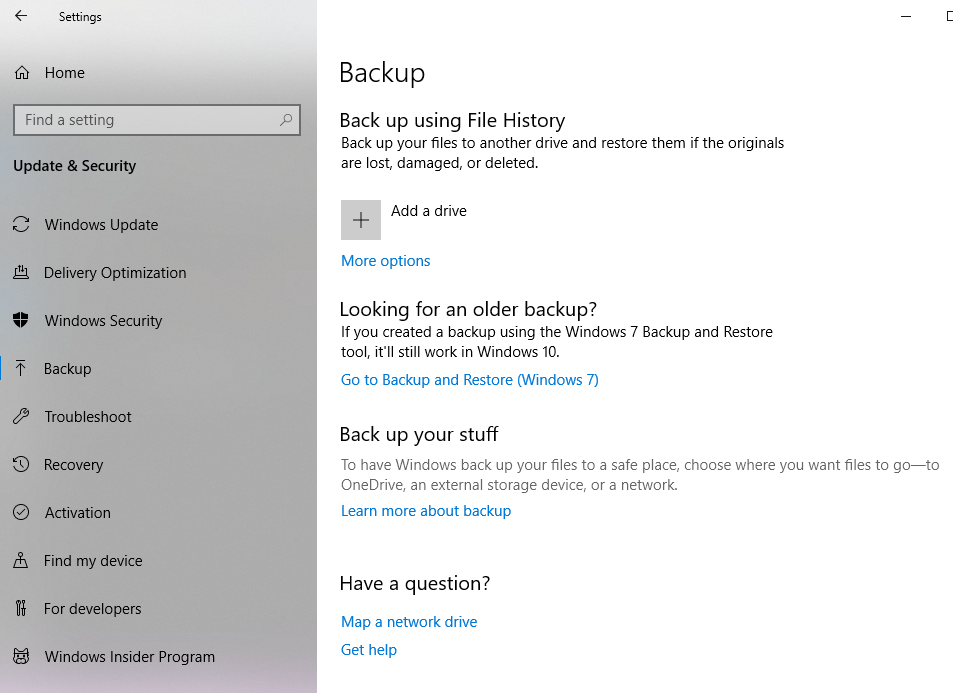 Settings
Home
Find a setting
Update & Security
Windows Update
Delivery Optimization
Windows Security
Backup
Troubleshoot
Recovery
Activation
Find my device
For developers
Windows Insider Program
Backup
Back up using File History
Back up your files to another drive and restore them if the originals
are lost, damaged, or deleted.
Add a drive
More options
Looking for an older backup?
If you created a backup using the Windows 7 Backup and Restore
tool, it'll still work in Windows 10.
Go to Backup and Restore (Windows 7)
Back up your stuff
To have Windows back up your files to a safe place, choose where you want files to go—to
OneDrive, an external storage device, or a network.
Learn more about backup
Have a question?
Map a network drive
Get help